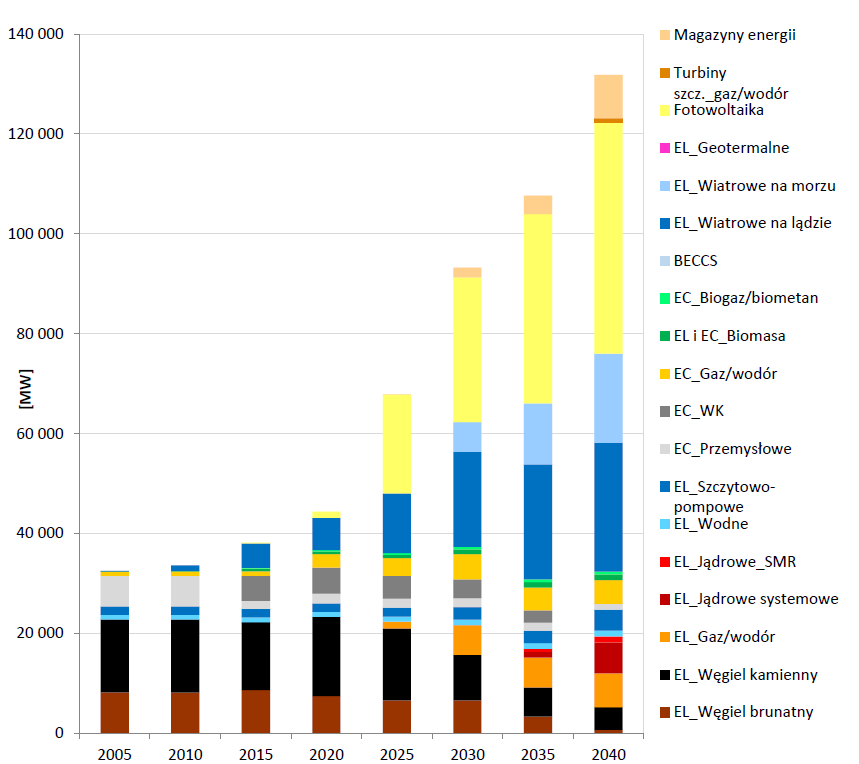 140 000
120 000
100 000
80 000
60 000
40 000
20 000
0
[MW]
2005
2010
2015
2020
2025
2030
2035
2040
Magazyny energii
Turbiny
szcz._gaz/wodór
Fotowoltaika
EL_Geotermalne
EL_Wiatrowe na morzu
EL_Wiatrowe na lądzie
BECCS
EC_Biogaz/biometan
EL i EC_Biomasa
EC_Gaz/wodór
EC_WK
EC_Przemysłowe
EL_Szczytowo-
pompowe
EL_Wodne
EL_Jądrowe_SMR
EL_Jądrowe systemowe
EL_Gaz/wodór
EL_Węgiel kamienny
EL_Węgiel brunatny